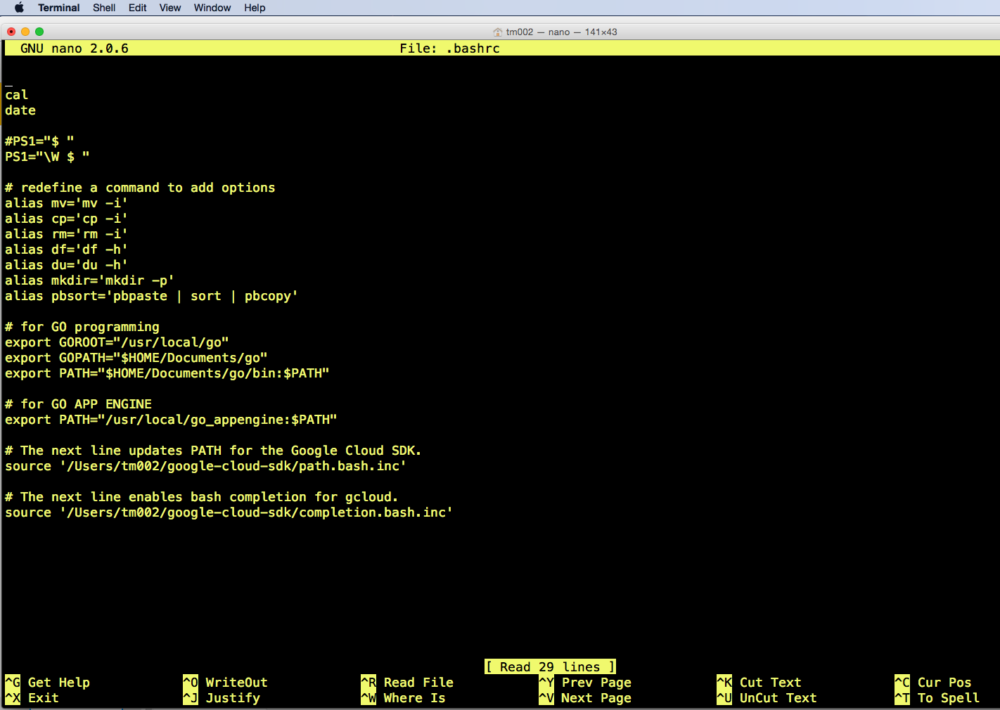 Terminal Shell Edit View Window Help
tm002 — nano — 141×43
GNU nano 2.0.6 File: .bashrc
cal
date
#PS1="$ "
PS1="\W $ "
# redefine a command to add options
alias mv='mv -i'
alias cp='cp -i'
alias rm='rm -i'
alias df='df -h'
alias du='du -h'
alias mkdir='mkdir -p'
alias pbsort='pbpaste | sort | pbcopy'
# for GO programming
export GOROOT="/usr/local/go"
export GOPATH="$HOME/Documents/go"
export PATH="$HOME/Documents/go/bin:$PATH"
# for GO APP ENGINE
export PATH="/usr/local/go_appengine:$PATH"
# The next line updates PATH for the Google Cloud SDK.
source '/Users/tm002/google-cloud-sdk/path.bash.inc'
# The next line enables bash completion for gcloud.
source '/Users/tm002/google-cloud-sdk/completion.bash.inc'
[ Read 29 lines ]
^G Get Help ^O WriteOut ^R Read File ^Y Prev Page ^K Cut Text ^C Cur Pos
^X Exit ^J Justify ^W Where Is ^V Next Page ^U UnCut Text ^T To Spell